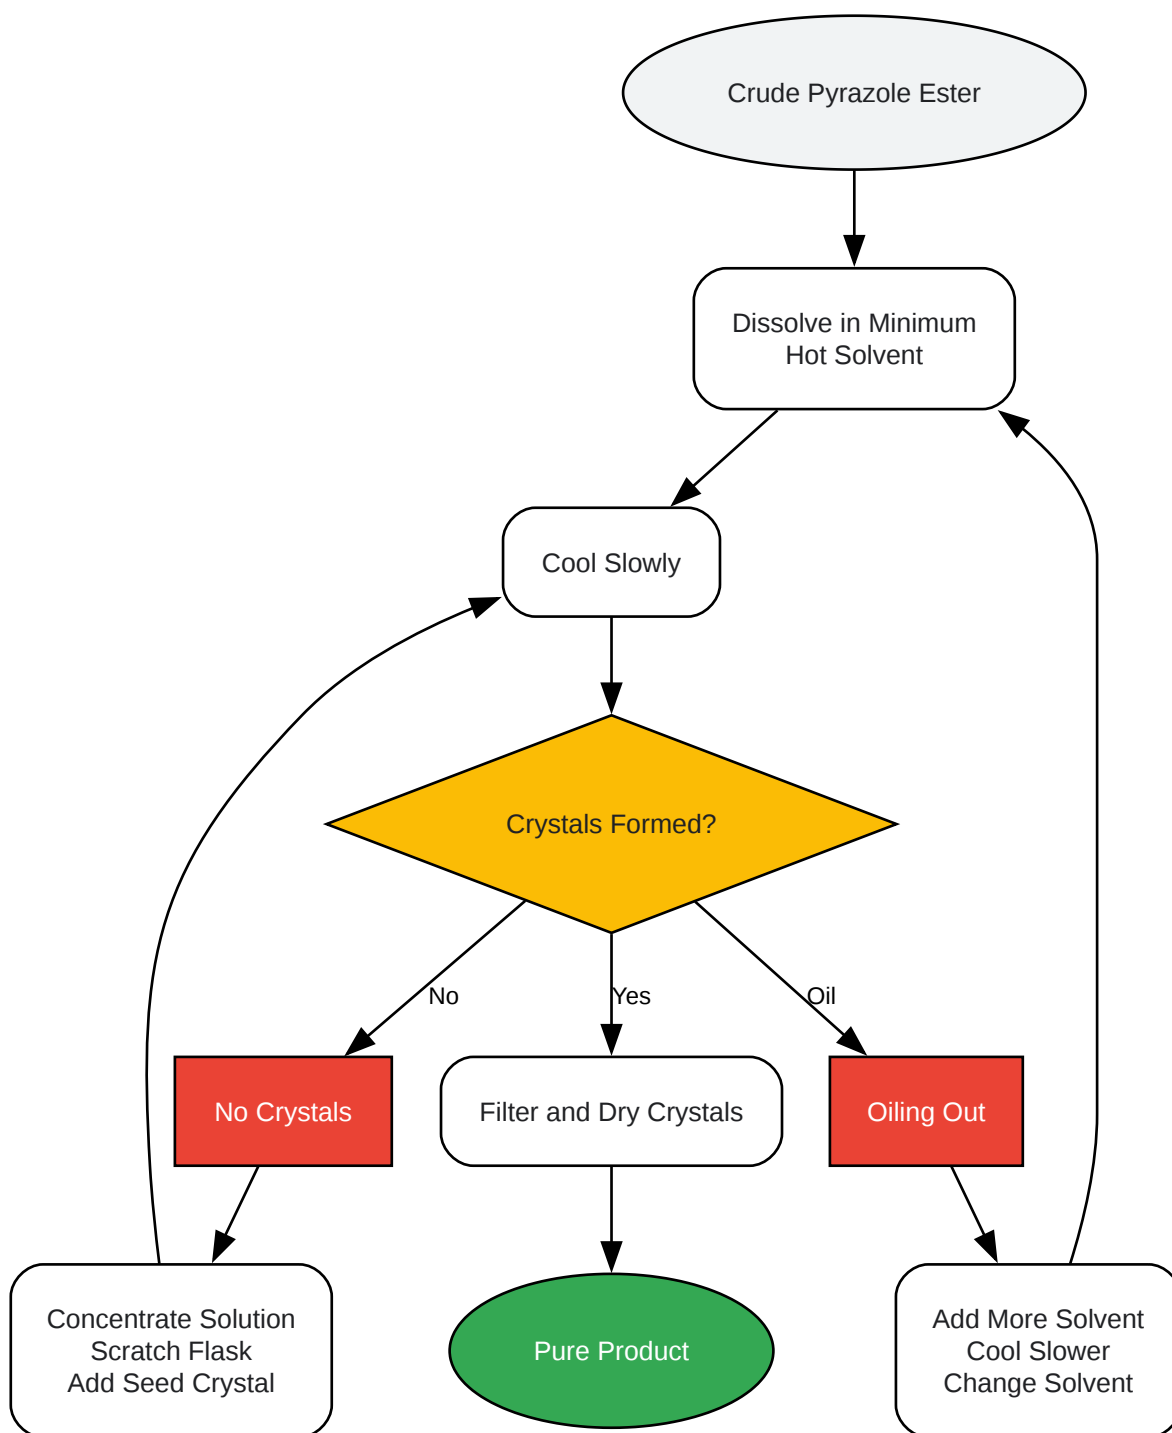 Crude Pyrazole Ester
Dissolve in Minimum
Hot Solvent
Cool Slowly
Crystals Formed?
No
Yes
Oil
No Crystals
Filter and Dry Crystals
Oiling Out
Concentrate Solution
Scratch Flask
Add Seed Crystal
Pure Product
Add More Solvent
Cool Slower
Change Solvent